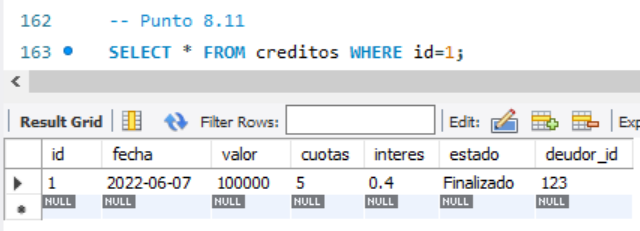 162 -- Punto 8.11
163 SELECT * FROM creditos WHERE id=1;
Result Grid Filter Rows: Edit: Exp
id fecha valor cuotas interes estado deudor_id
1 2022-06-07 100000 5 0.4 Finalizado 123
NULL NULL NULL NULL NULL NULL NULL